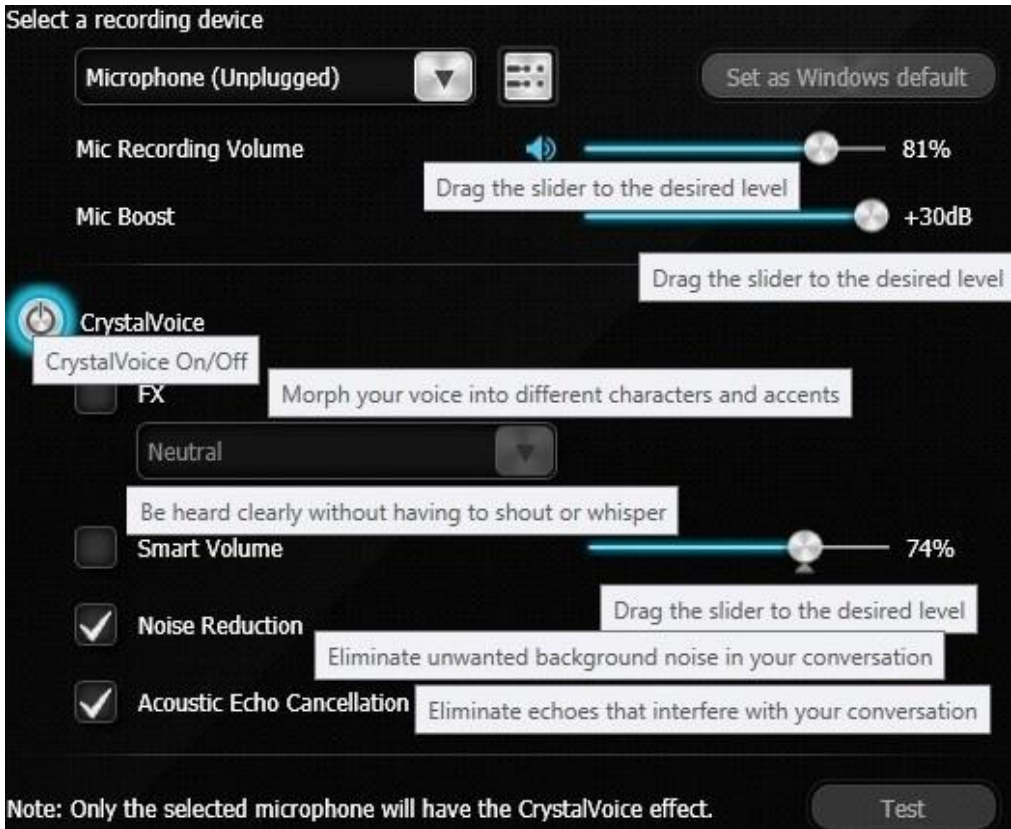 Select a recording device
Microphone (Unplugged)
Set as Windows default
Mic Recording Volume
81%
Drag the slider to the desired level
Mic Boost
+30dB
Drag the slider to the desired level
CrystalVoice
CrystalVoice On/Off
FX
Morph your voice into different characters and accents
Neutral
Be heard clearly without having to shout or whisper
Smart Volume
74%
Drag the slider to the desired level
Noise Reduction
Eliminate unwanted background noise in your conversation
Acoustic Echo Cancellation
Eliminate echoes that interfere with your conversation
Note: Only the selected microphone will have the CrystalVoice effect.
Test